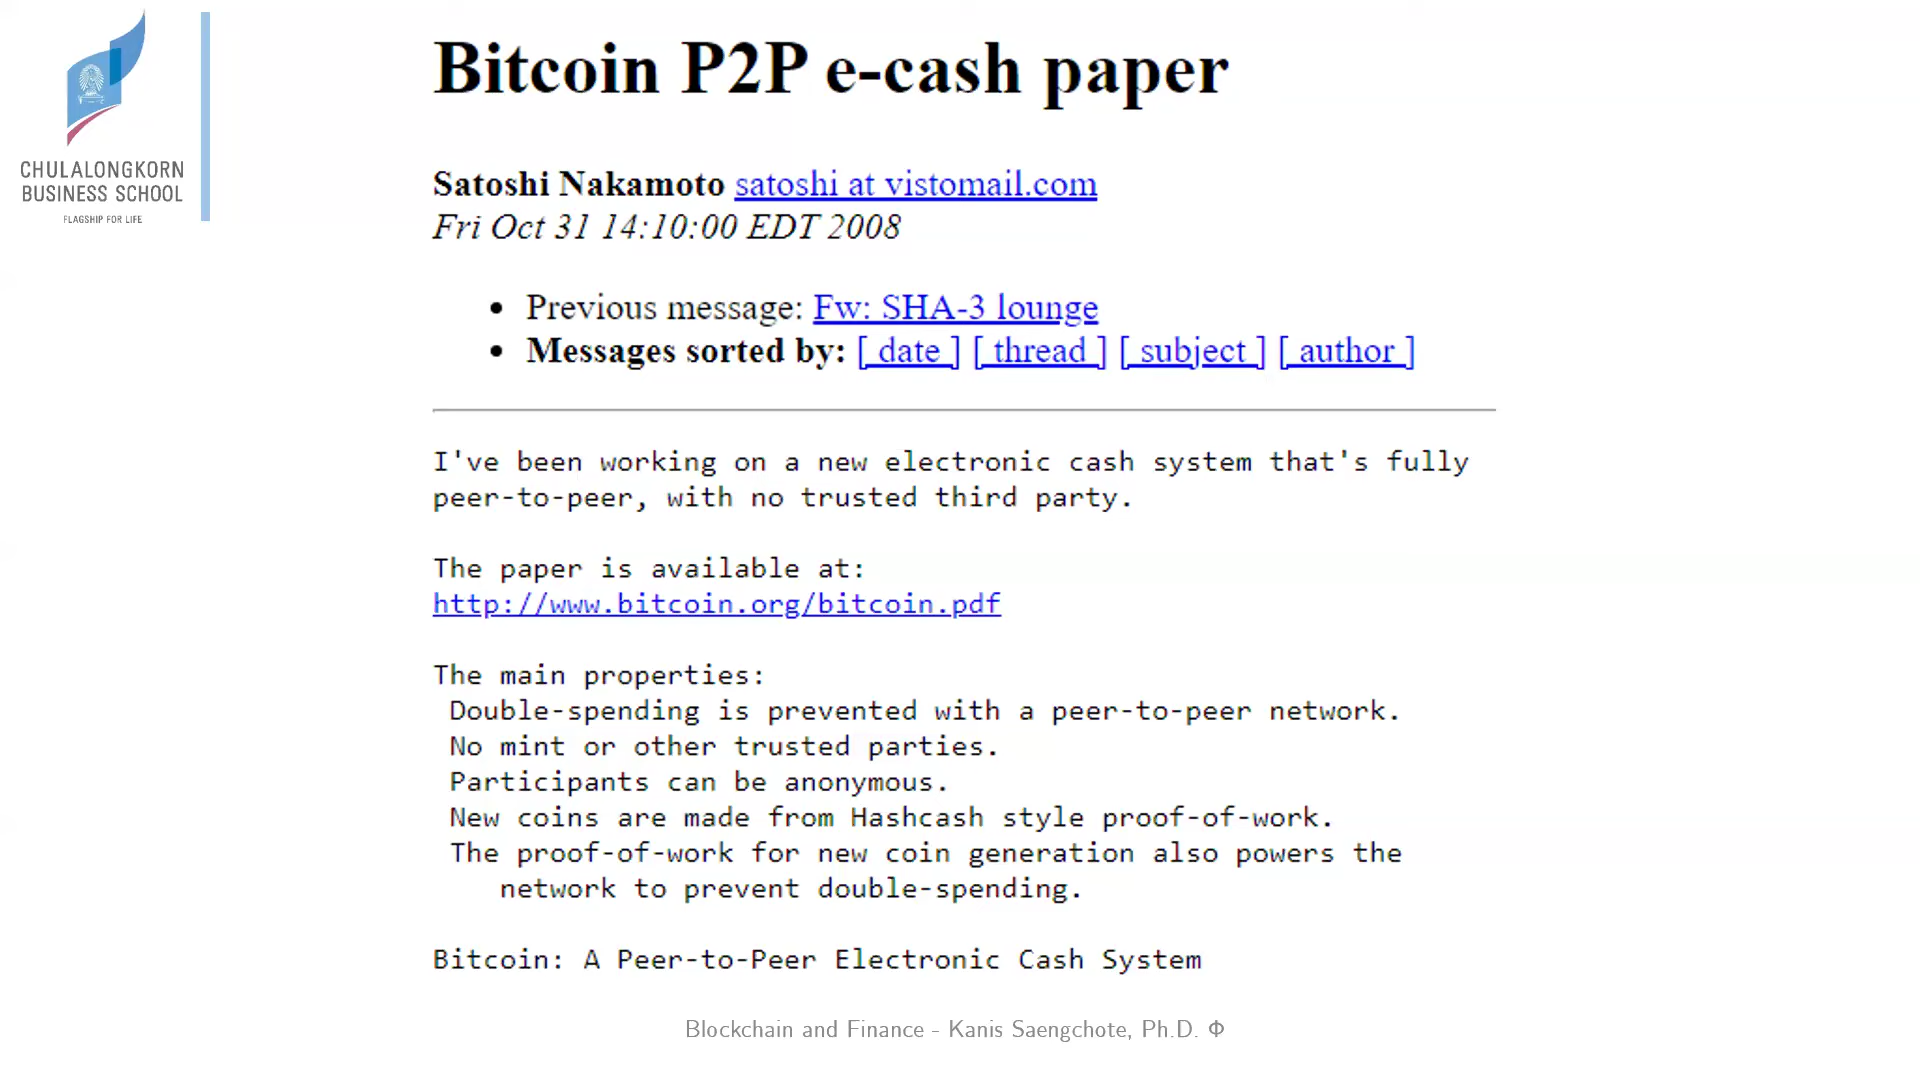 CHULALONGKORN
BUSINESS SCHOOL
FLAGSHIP FOR LIFE
Bitcoin P2P e-cash paper
Satoshi Nakamoto satoshi at vistomail.com
Fri Oct 31 14:10:00 EDT 2008
• Previous message: Fw: SHA-3 lounge
• Messages sorted by: [ date ] [ thread ] [ subject ] [ author ]
I've been working on a new electronic cash system that's fully
peer-to-peer, with no trusted third party.
The paper is available at:
http://www.bitcoin.org/bitcoin.pdf
The main properties:
Double-spending is prevented with a peer-to-peer network.
No mint or other trusted parties.
Participants can be anonymous.
New coins are made from Hashcash style proof-of-work.
The proof-of-work for new coin generation also powers the
network to prevent double-spending.
Bitcoin: A Peer-to-Peer Electronic Cash System
Blockchain and Finance - Kanis Saengchote, Ph.D. Φ